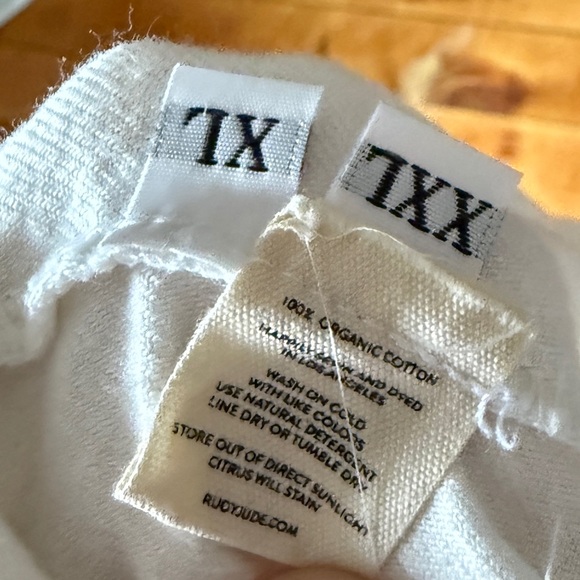 XL
XXL
100% ORGANIC COTTON
HAPPILY SEWN AND DYED
IN LOS ANGELES
WASH ON COLD
WITH LIKE COLORS
USE NATURAL DETERGENT
LINE DRY OR TUMBLE DRY
STORE OUT OF DIRECT SUNLIGHT
CITRUS WILL STAIN
RUDYJUDE.COM